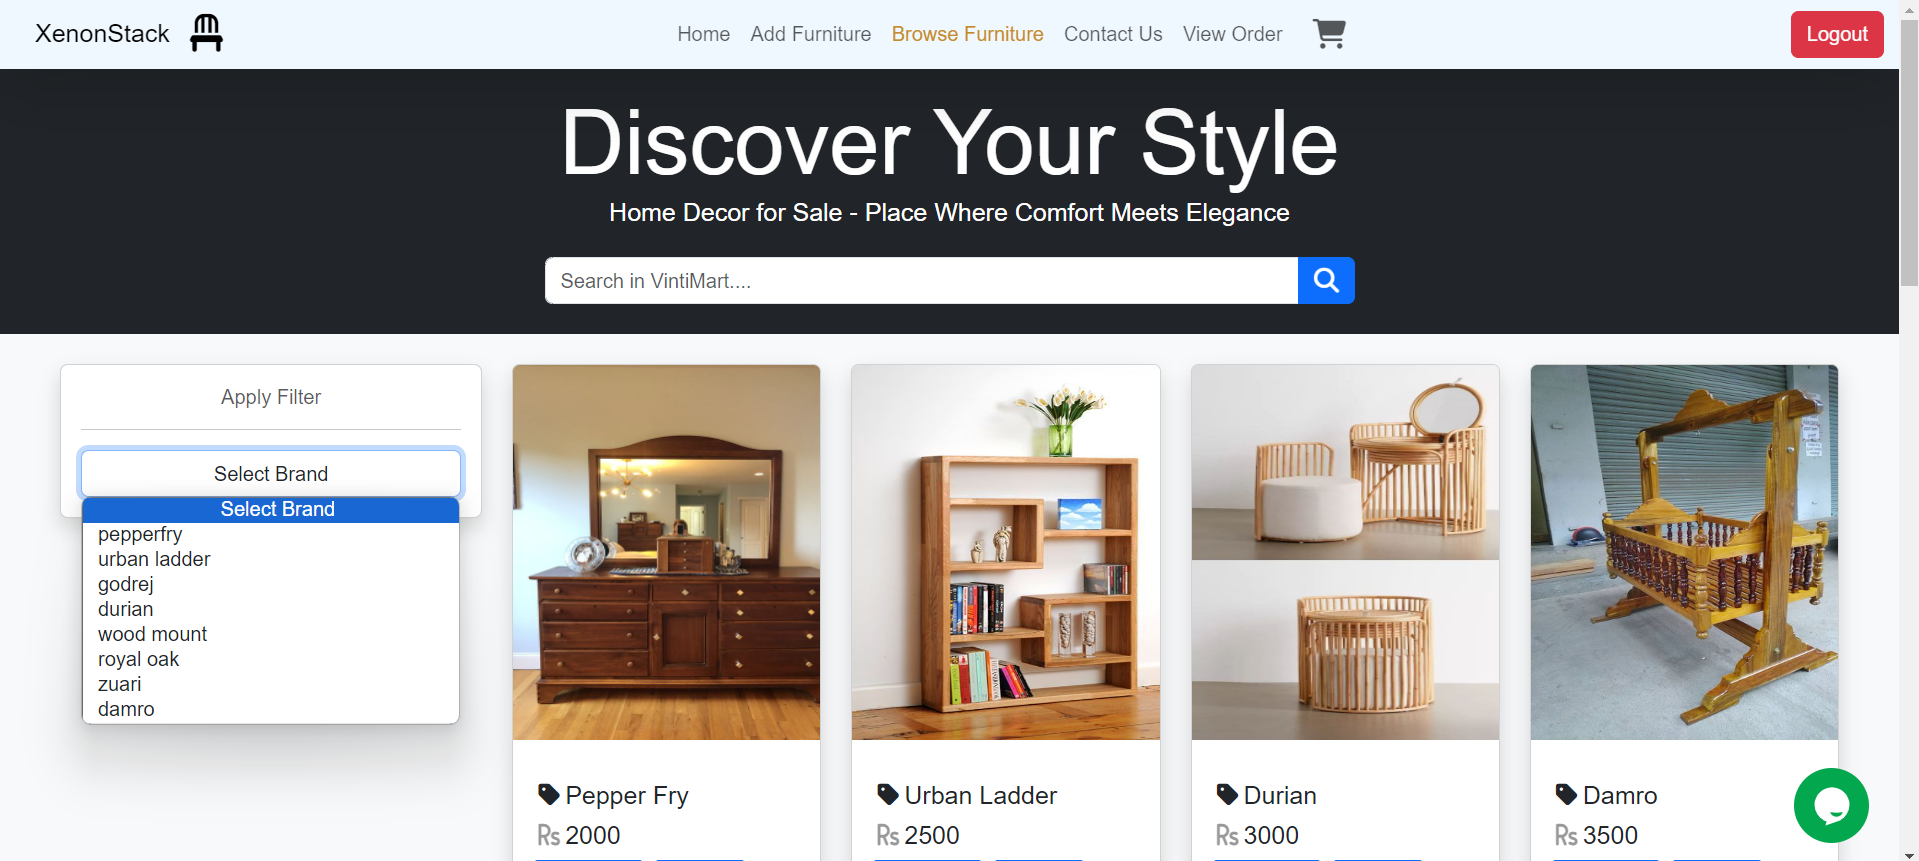 XenonStack
Home Add Furniture Browse Furniture Contact Us View Order
Logout
Discover Your Style
Home Decor for Sale - Place Where Comfort Meets Elegance
Search in VintiMart....
Apply Filter
Select Brand
Select Brand
pepperfry
urban ladder
godrej
durian
wood mount
royal oak
zuari
damro
Pepper Fry
Rs 2000
Urban Ladder
Rs 2500
Durian
Rs 3000
Damro
Rs 3500